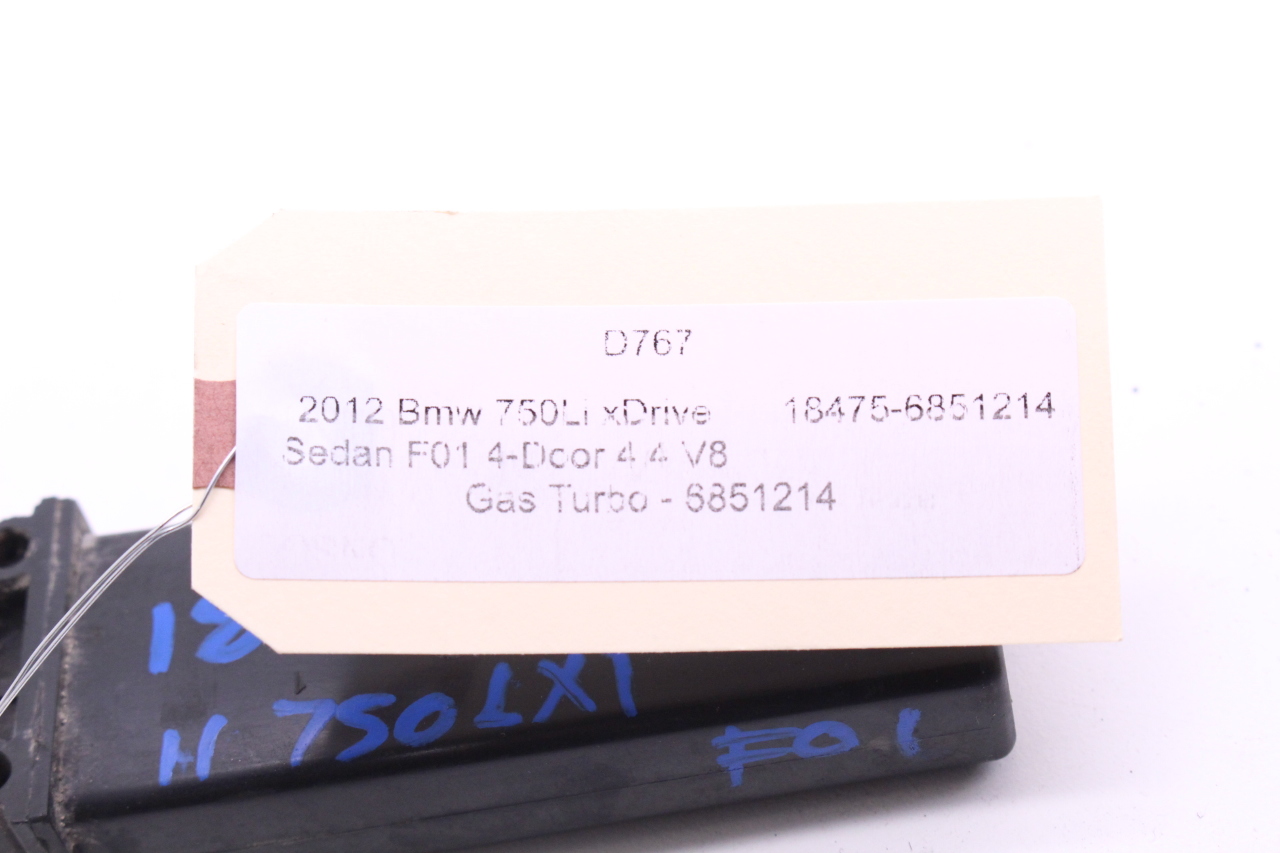 D767
2012 Bmw 750Li xDrive 18475-6851214
Sedan F01 4-Door 4.4 V8
Gas Turbo - 6851214
18
H 750LXI
F01